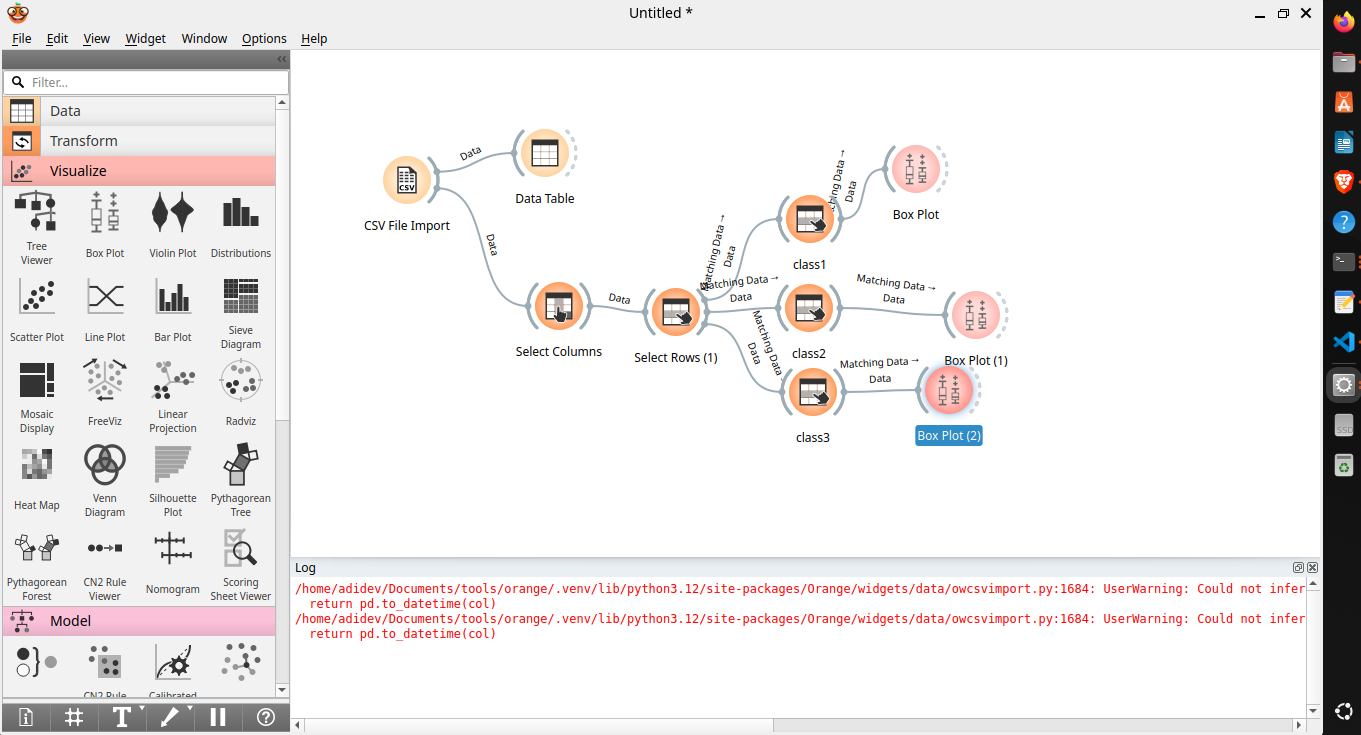 Untitled *
File Edit View Widget Window Options Help
Filter...
Data
Transform
Visualize
Tree Viewer
Box Plot
Violin Plot
Distributions
Scatter Plot
Line Plot
Bar Plot
Sieve Diagram
Mosaic Display
FreeViz
Linear Projection
Radviz
Heat Map
Venn Diagram
Silhouette Plot
Pythagorean Tree
Pythagorean Forest
CN2 Rule Viewer
Nomogram
Scoring Sheet Viewer
Model
CN2 Rule
Calibrated
CSV
CSV File Import
Data
Data Table
Data
Select Columns
Data
Select Rows (1)
Matching Data →
Data
class1
Data
Box Plot
Matching Data →
Data
class2
Matching Data →
Data
Box Plot (1)
Matching Data
Data
class3
Matching Data →
Data
Box Plot (2)
Log
/home/adidev/Documents/tools/orange/.venv/lib/python3.12/site-packages/Orange/widgets/data/owcsvimport.py:1684: UserWarning: Could not infer
return pd.to_datetime(col)
/home/adidev/Documents/tools/orange/.venv/lib/python3.12/site-packages/Orange/widgets/data/owcsvimport.py:1684: UserWarning: Could not infer
return pd.to_datetime(col)
SSD